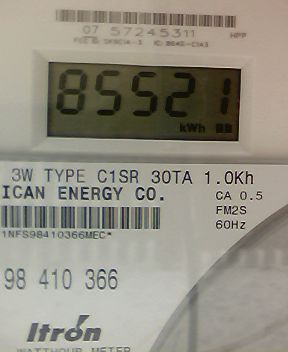 07 57245311
HPP
85521
kWh
3W TYPE C1SR 30TA 1.0Kh
ICAN ENERGY CO.
CA 0.5
FM2S
60Hz
1NFS98410366MEC*
98 410 366
Itron
WATTHOUR METER